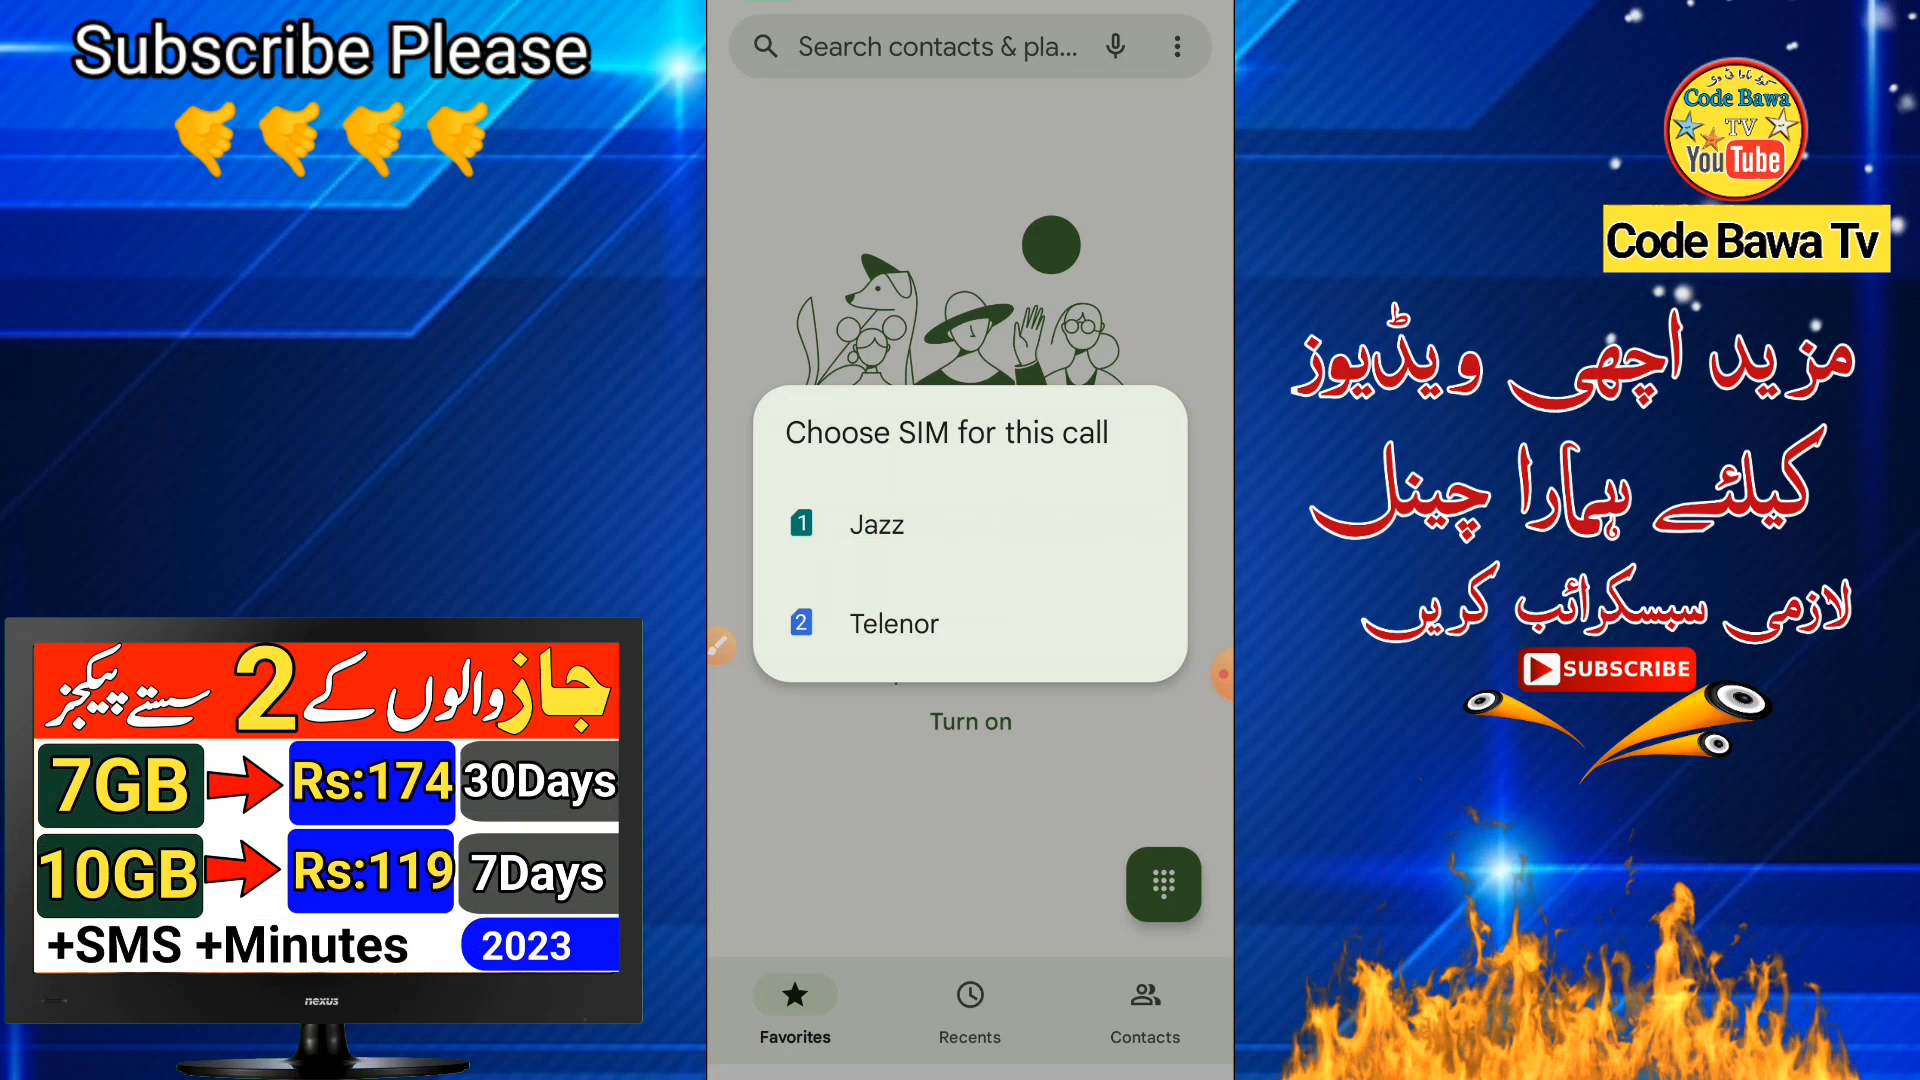 Subscribe Please
جاز والوں کے 2 سستے پیکجز
7GB Rs:174 30Days
10GB Rs:119 7Days
+SMS +Minutes 2023
nexus
Search contacts & pla...
Choose SIM for this call
1 Jazz
2 Telenor
Turn on
Favorites Recents Contacts
Code Bawa
TV
YouTube
Code Bawa Tv
مزید اچھی ویڈیوز
کیلئے ہمارا چینل
لازمی سبسکرائب کریں
SUBSCRIBE